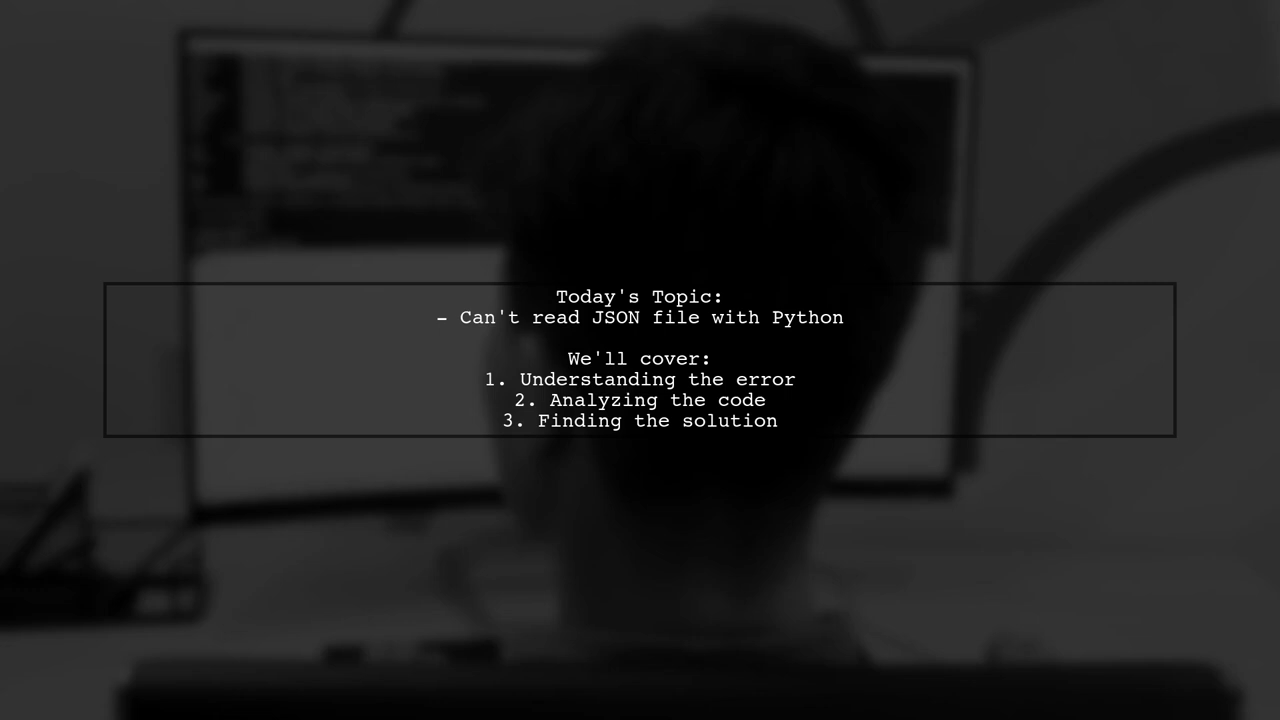 Today's Topic:
- Can't read JSON file with Python
We'll cover:
1. Understanding the error
2. Analyzing the code
3. Finding the solution